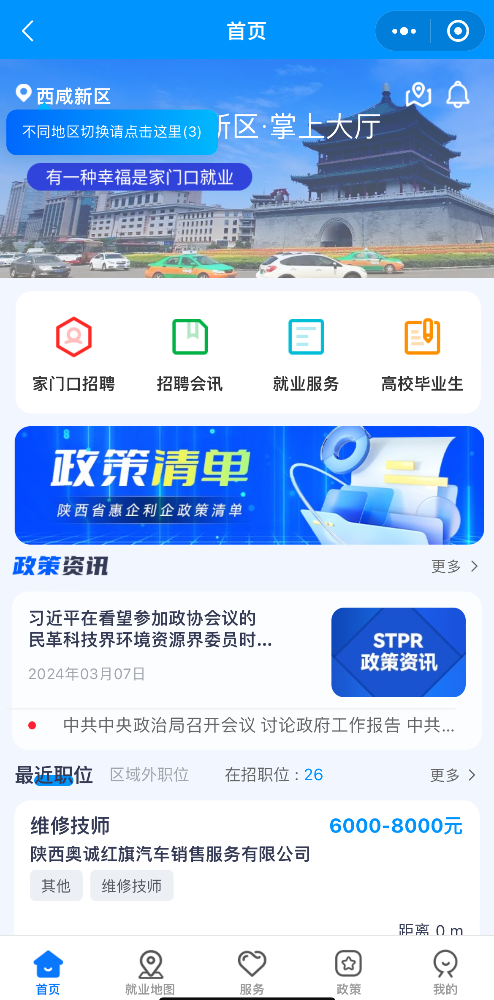 首页
西咸新区
不同地区切换请点击这里(3)
新区·掌上大厅
有一种幸福是家门口就业
家门口招聘
招聘会讯
就业服务
高校毕业生
政策清单
陕西省惠企利企政策清单
政策资讯
更多
习近平在看望参加政协会议的
民革科技界环境资源界委员时...
STPR
政策资讯
2024年03月07日
中共中央政治局召开会议 讨论政府工作报告 中共...
最近职位
区域外职位
在招职位 : 26
更多
维修技师
6000-8000元
陕西奥诚红旗汽车销售服务有限公司
其他
维修技师
距离 0 m
首页
就业地图
服务
政策
我的